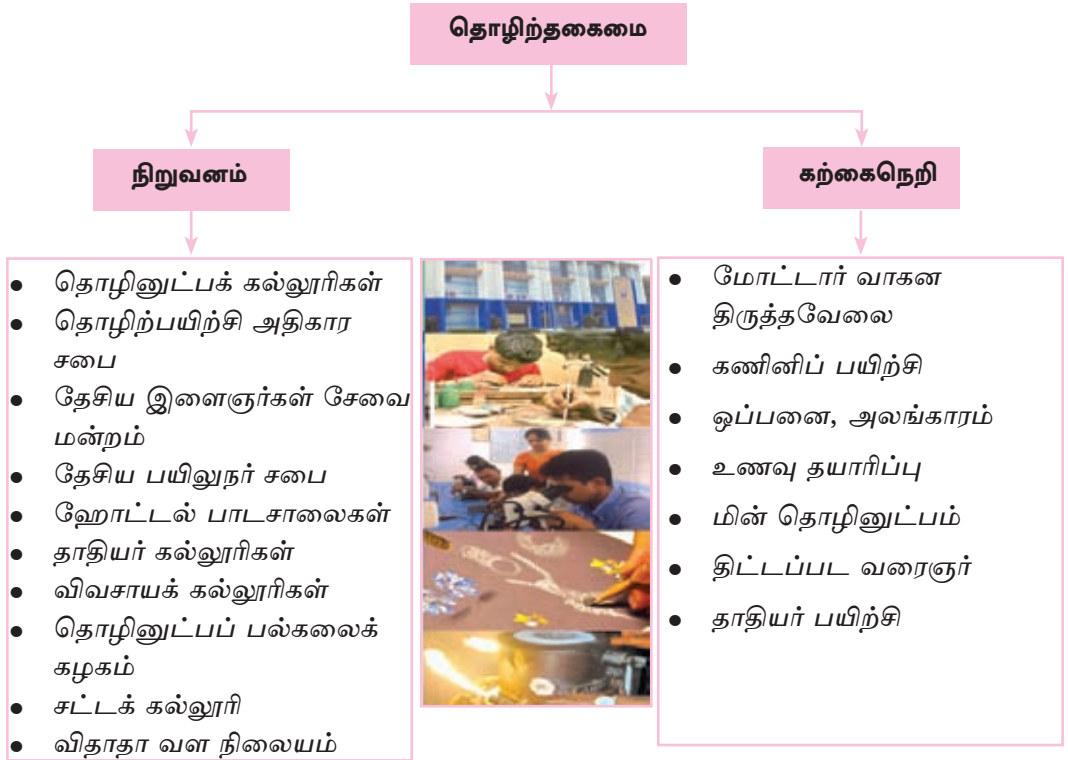 தொழிற்தகைமை
நிறுவனம்
கற்கைநெறி
● தொழினுட்பக் கல்லூரிகள்
● தொழிற்பயிற்சி அதிகார
சபை
● தேசிய இளைஞர்கள் சேவை
மன்றம்
● தேசிய பயிலுநர் சபை
● ஹோட்டல் பாடசாலைகள்
● தாதியர் கல்லூரிகள்
● விவசாயக் கல்லூரிகள்
● தொழினுட்பப் பல்கலைக்
கழகம்
● சட்டக் கல்லூரி
● விதாதா வள நிலையம்
● மோட்டார் வாகன
திருத்தவேலை
● கணினிப் பயிற்சி
● ஒப்பனை, அலங்காரம்
● உணவு தயாரிப்பு
● மின் தொழினுட்பம்
● திட்டப்பட வரைஞர்
● தாதியர் பயிற்சி